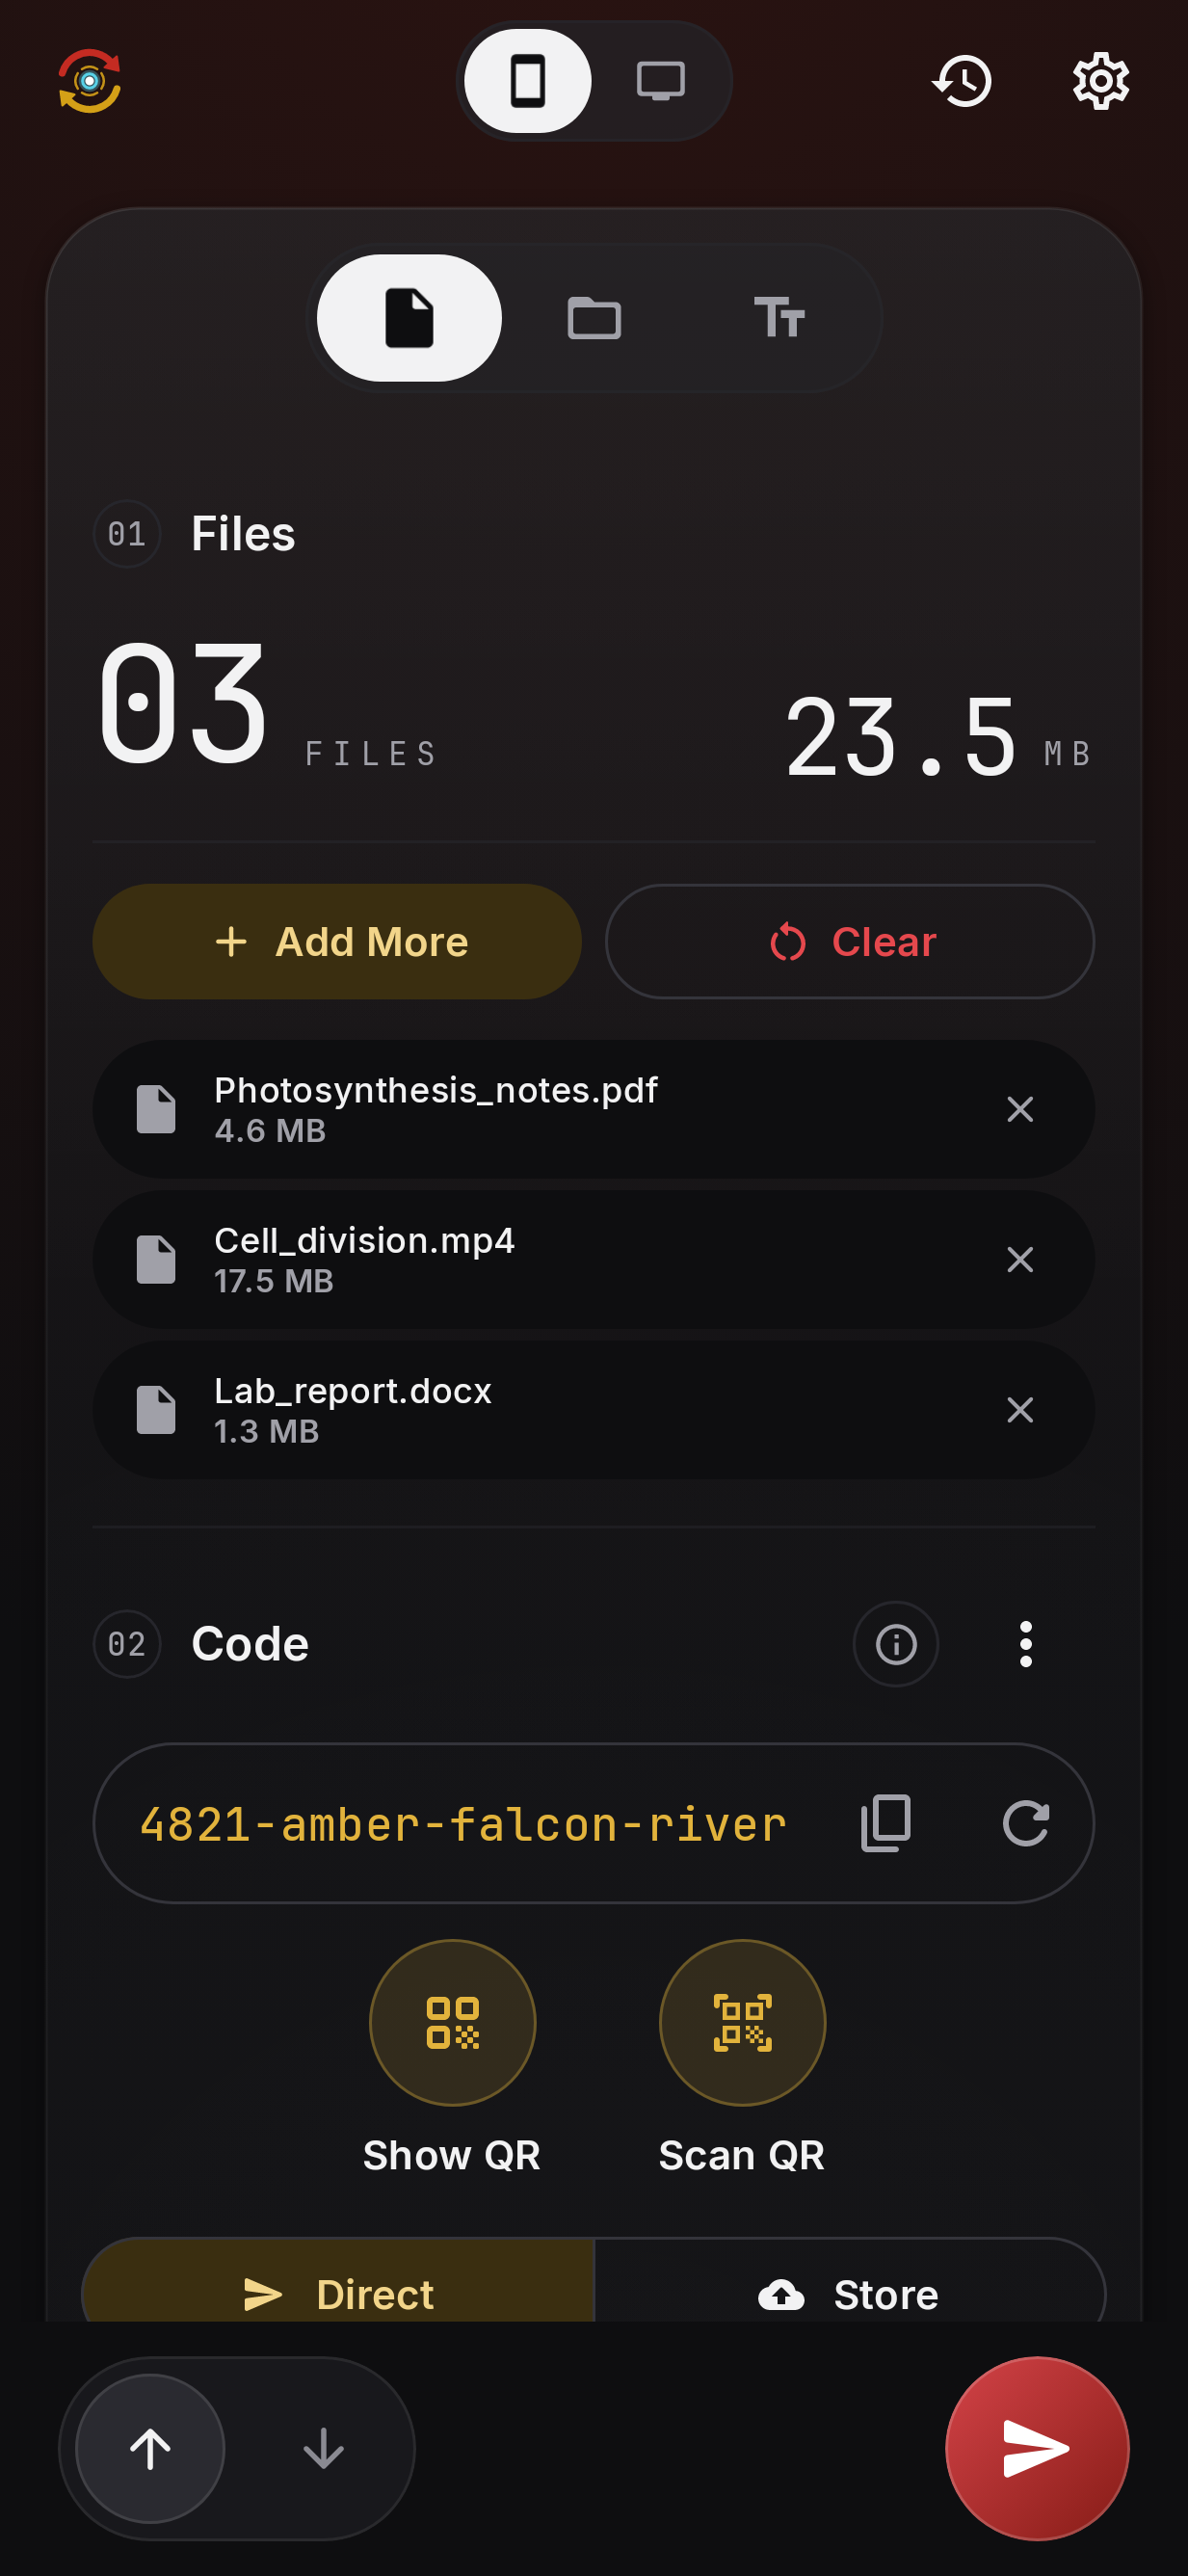 01 Files
03 FILES 23.5 MB
Add More Clear
Photosynthesis_notes.pdf
4.6 MB
Cell_division.mp4
17.5 MB
Lab_report.docx
1.3 MB
02 Code
4821-amber-falcon-river
Show QR Scan QR
Direct Store